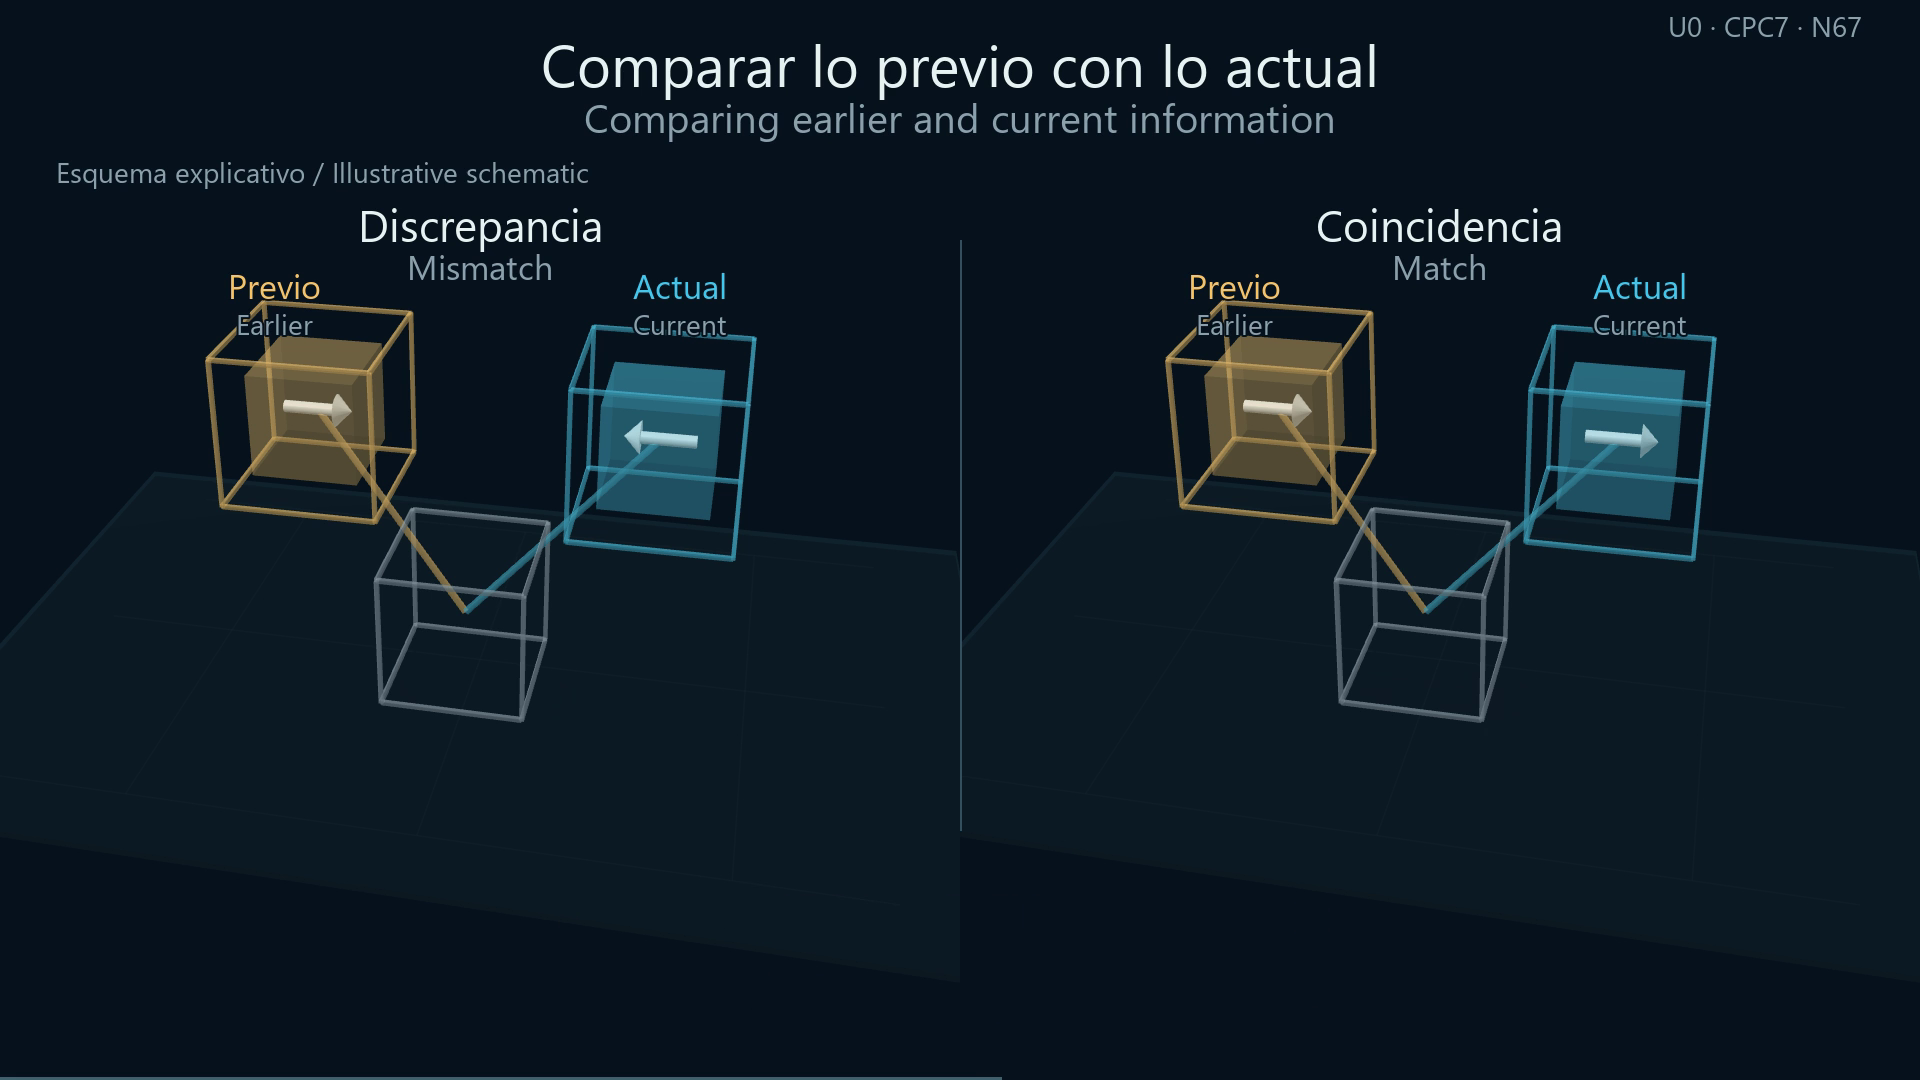 U0 · CPC7 · N67
Comparar lo previo con lo actual
Comparing earlier and current information
Esquema explicativo / Illustrative schematic
Discrepancia
Mismatch
Previo
Earlier
Actual
Current
Coincidencia
Match
Previo
Earlier
Actual
Current